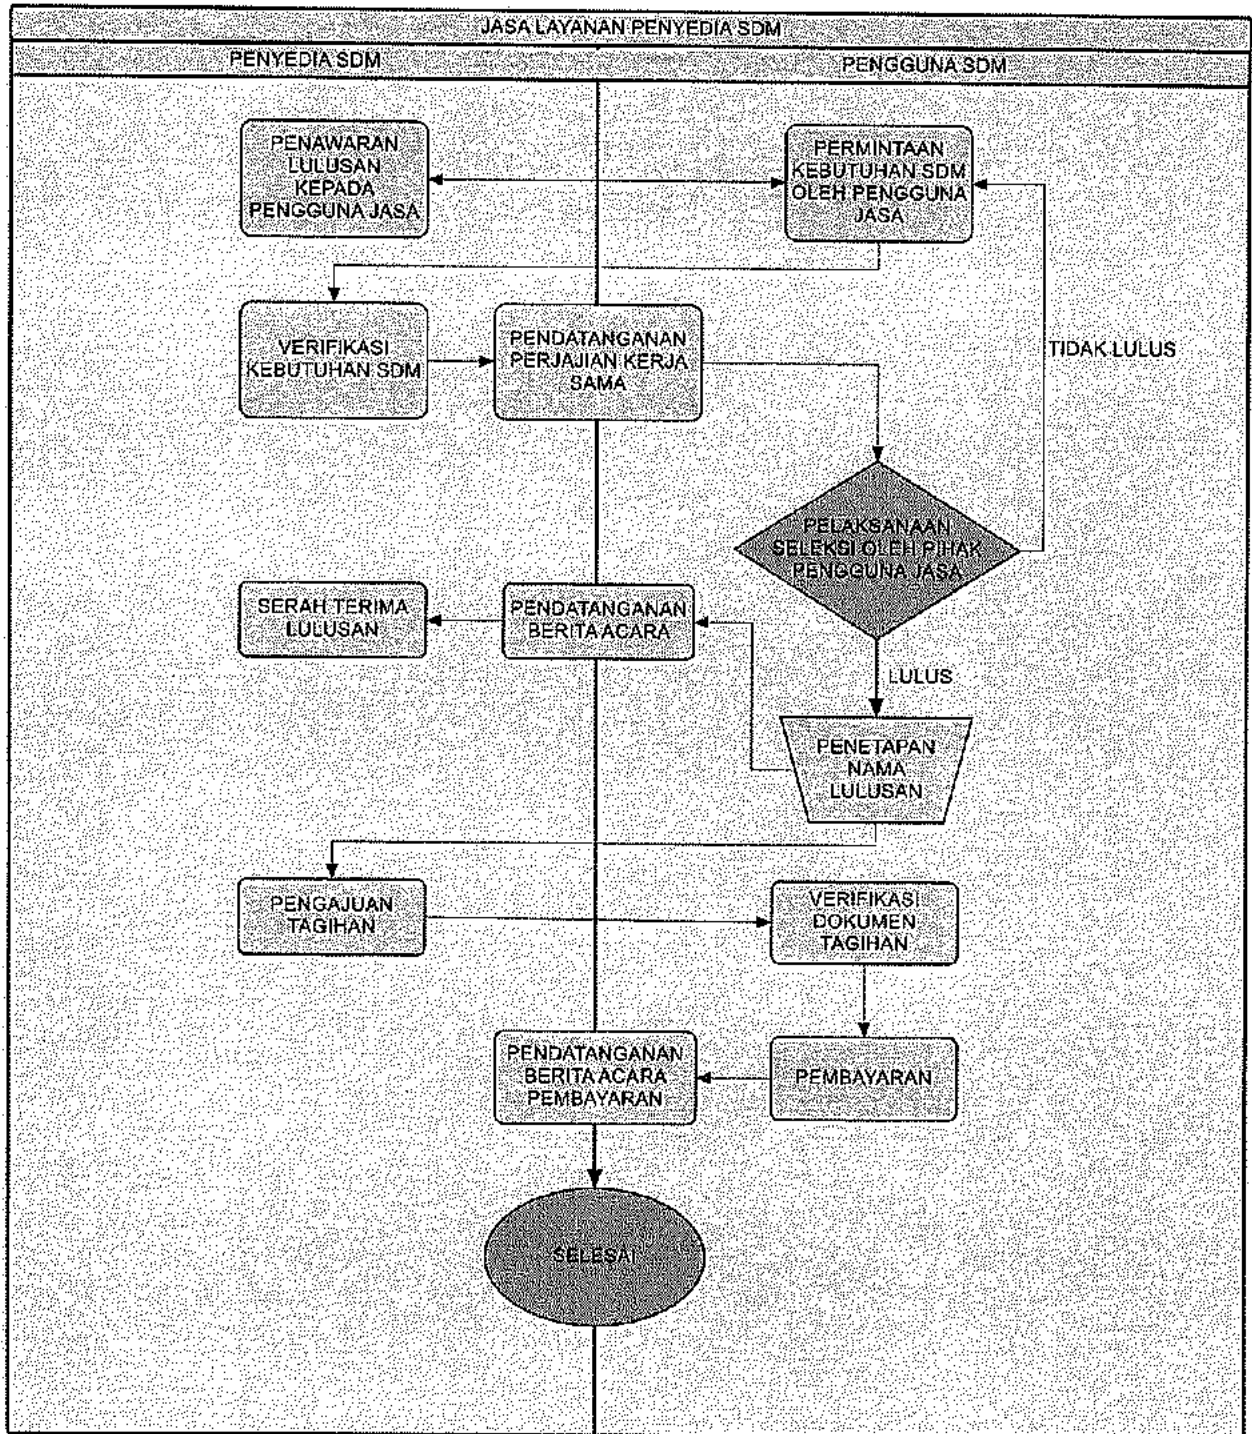 JASA LAYANAN PENYEDIA SDM
PENYEDIA SDM
PENGGUNA SDM
PENAWARAN
LULUSAN
KEPADA
PENGGUNA JASA
PERMINTAAN
KEBUTUHAN SDM
OLEH PENGGUNA
JASA
VERIFIKASI
KEBUTUHAN SDM
PENDATANGANAN
PERJAJIAN KERJA
SAMA
TIDAK LULUS
PELAKSANAAN
SELEKSI OLEH PIHAK
PENGGUNA JASA
SERAH TERIMA
LULUSAN
PENDATANGANAN
BERITA ACARA
LULUS
PENETAPAN
NAMA
LULUSAN
PENGAJUAN
TAGIHAN
VERIFIKASI
DOKUMEN
TAGIHAN
PENDATANGANAN
BERITA ACARA
PEMBAYARAN
PEMBAYARAN
SELESAI